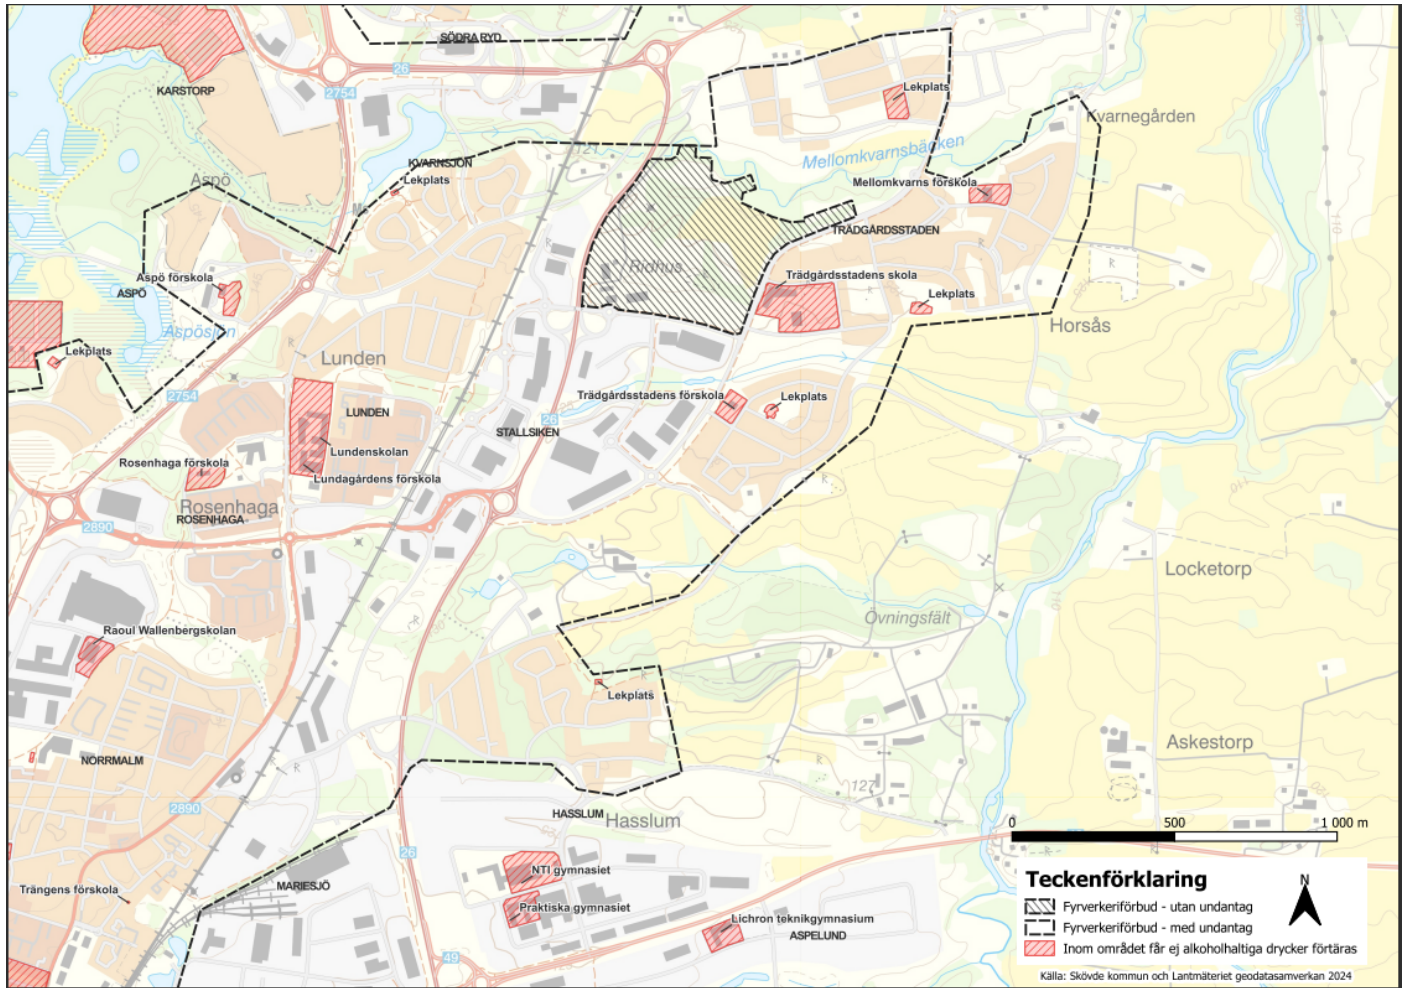 SÖDRA RYD
26
2754
KARSTORP
Lekplats
Kvarnegården
Mellomkvarnsbäcken
121
KVARNSJÖN
Lekplats
Aspö
Mellomkvarns förskola
TRÄDGÅRDSSTADEN
Ridhus
Aspö förskola
ASPÖ
Trädgårdsstadens skola
Lekplats
Aspösjön
Horsås
Lekplats
Lunden
2754
Trädgårdsstadens förskola
Lekplats
LUNDEN
26
STALLSIKEN
Lundenskolan
Rosenhaga förskola
Lundagårdens förskola
Rosenhaga
ROSENHAGA
2890
110
Locketorp
110
Övningsfält
Raoul Wallenbergskolan
Lekplats
Askestorp
NORRMALM
127
2890
HASSLUM
Hasslum
0 500 1 000 m
26
NTI gymnasiet
MARIESJÖ
Trängens förskola
Praktiska gymnasiet
Lichron teknikgymnasium
ASPELUND
49
Teckenförklaring
N
Fyrverkeriförbud - utan undantag
Fyrverkeriförbud - med undantag
Inom området får ej alkoholhaltiga drycker förtäras
Källa: Skövde kommun och Lantmäteriet geodatasamverkan 2024